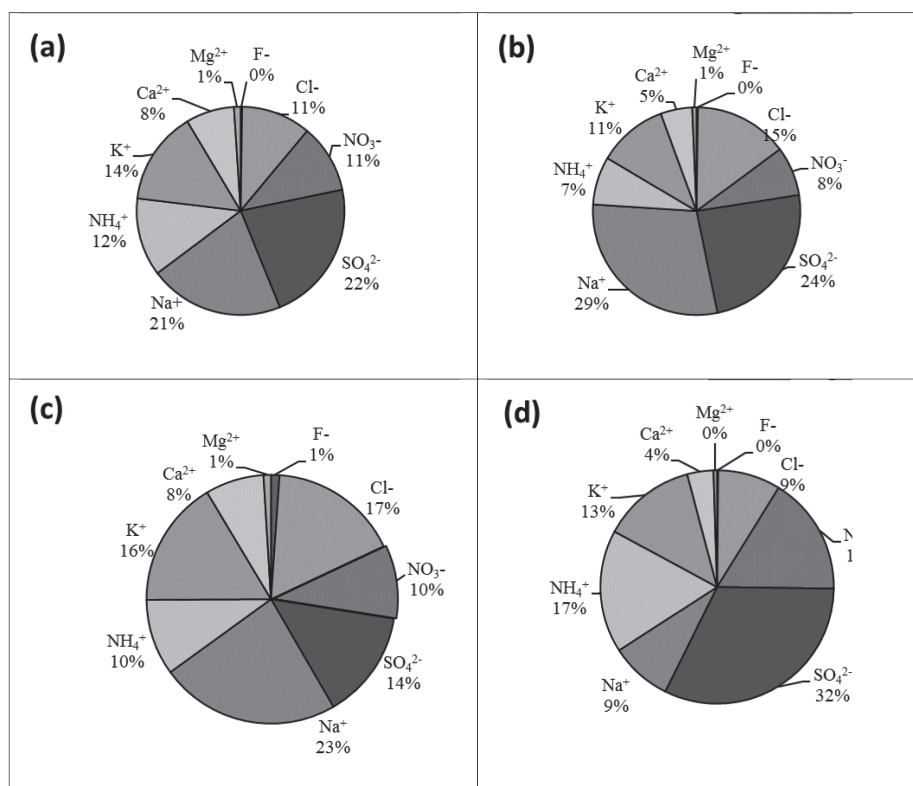 (a)
Mg²⁺
1%
F-
0%
Cl-
11%
NO₃-
11%
SO₄²-
22%
Na+
21%
NH₄⁺
12%
K⁺
14%
Ca²⁺
8%
(b)
Mg²⁺
1%
F-
0%
Cl-
15%
NO₃-
8%
SO₄²-
24%
Na⁺
29%
NH₄⁺
7%
K⁺
11%
Ca²⁺
5%
(c)
Mg²⁺
1%
F-
1%
Cl-
17%
NO₃-
10%
SO₄²-
14%
Na⁺
23%
NH₄⁺
10%
K⁺
16%
Ca²⁺
8%
(d)
Mg²⁺
0%
F-
0%
Cl-
9%
SO₄²-
32%
Na⁺
9%
NH₄⁺
17%
K⁺
13%
Ca²⁺
4%